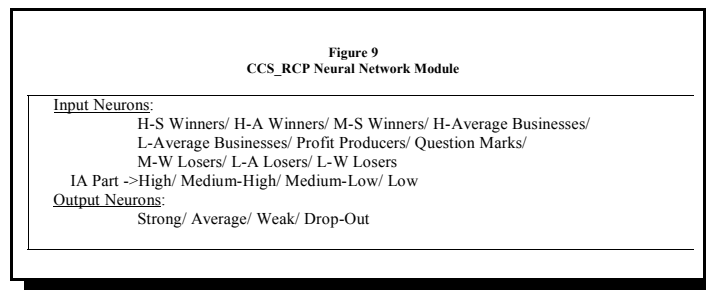 Figure 9
CCS_RCP Neural Network Module
Input Neurons:
H-S Winners/ H-A Winners/ M-S Winners/ H-Average Businesses/
L-Average Businesses/ Profit Producers/ Question Marks/
M-W Losers/ L-A Losers/ L-W Losers
IA Part ->High/ Medium-High/ Medium-Low/ Low
Output Neurons:
Strong/ Average/ Weak/ Drop-Out